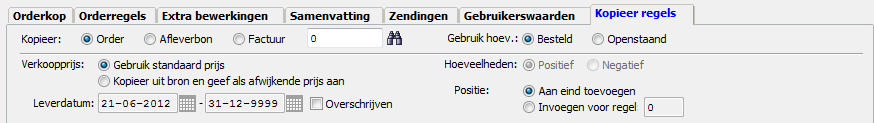 Orderkop Orderregels Extra bewerkingen Samenvatting Zendingen Gebruikerswaarden Kopieer regels
Kopieer: Order Afleverbon Factuur 0 Gebruik hoev.: Besteld Openstaand
Verkoopprijs: Gebruik standaard prijs Hoeveelheden: Positief Negatief
Kopieer uit bron en geef als afwijkende prijs aan
Positie: Aan eind toevoegen
Leverdatum: 21-06-2012 - 31-12-9999 Overschrijven Invoegen voor regel 0